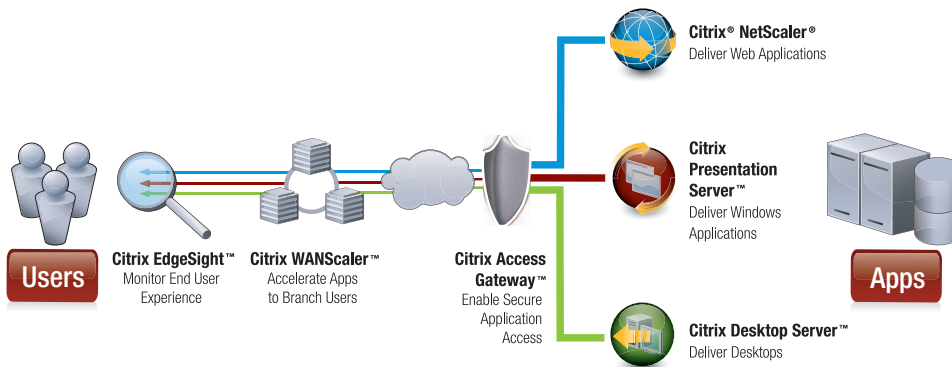 Citrix® NetScaler®
Deliver Web Applications
Citrix
Presentation
Server™
Deliver Windows
Applications
Users
Citrix EdgeSight™
Monitor End User
Experience
Citrix WANScaler™
Accelerate Apps
to Branch Users
Citrix Access
Gateway™
Enable Secure
Application
Access
Apps
Citrix Desktop Server™
Deliver Desktops